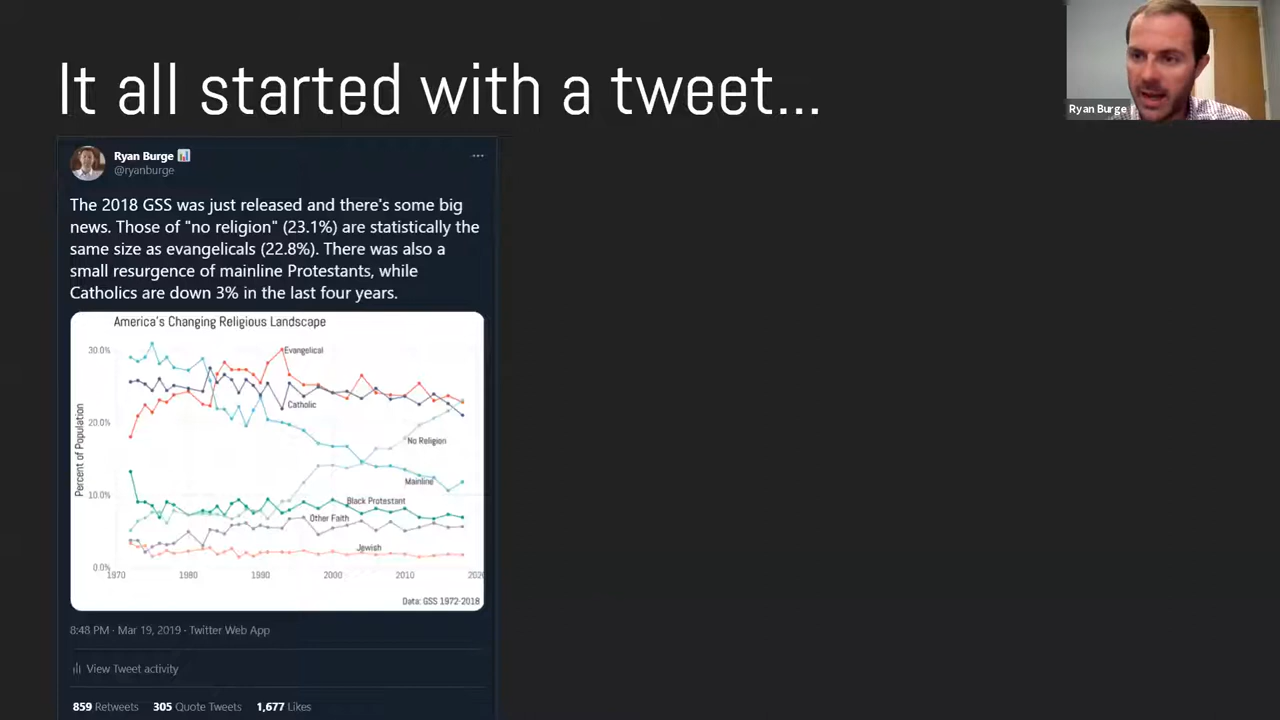 It all started with a tweet...
Ryan Burge
Ryan Burge
@ryanburge
The 2018 GSS was just released and there's some big
news. Those of "no religion" (23.1%) are statistically the
same size as evangelicals (22.8%). There was also a
small resurgence of mainline Protestants, while
Catholics are down 3% in the last four years.
America's Changing Religious Landscape
30.0%
Evangelical
Catholic
20.0%
No Religion
Percent of Population
Mainline
10.0%
Black Protestant
Other Faith
Jewish
0.0%
1970 1980 1990 2000 2010 202
Data: GSS 1972-2018
8:48 PM · Mar 19, 2019 · Twitter Web App
View Tweet activity
859 Retweets 305 Quote Tweets 1,677 Likes